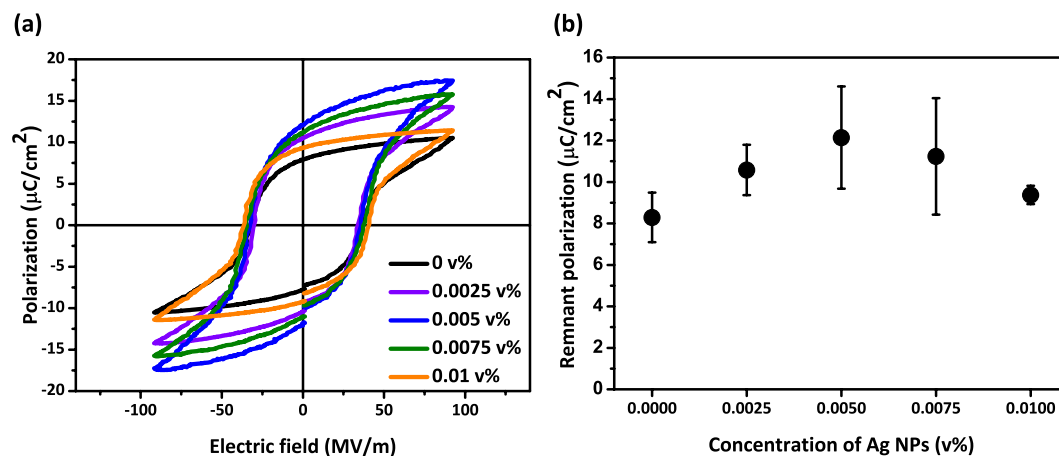 (a)
20
15
10
5
0
-5
-10
-15
-20
Polarization (μC/cm2)
-100 -50 0 50 100
Electric field (MV/m)
0 v%
0.0025 v%
0.005 v%
0.0075 v%
0.01 v%
(b)
16
14
12
10
8
6
4
2
0
Remnant polarization (μC/cm2)
0.0000 0.0025 0.0050 0.0075 0.0100
Concentration of Ag NPs (v%)